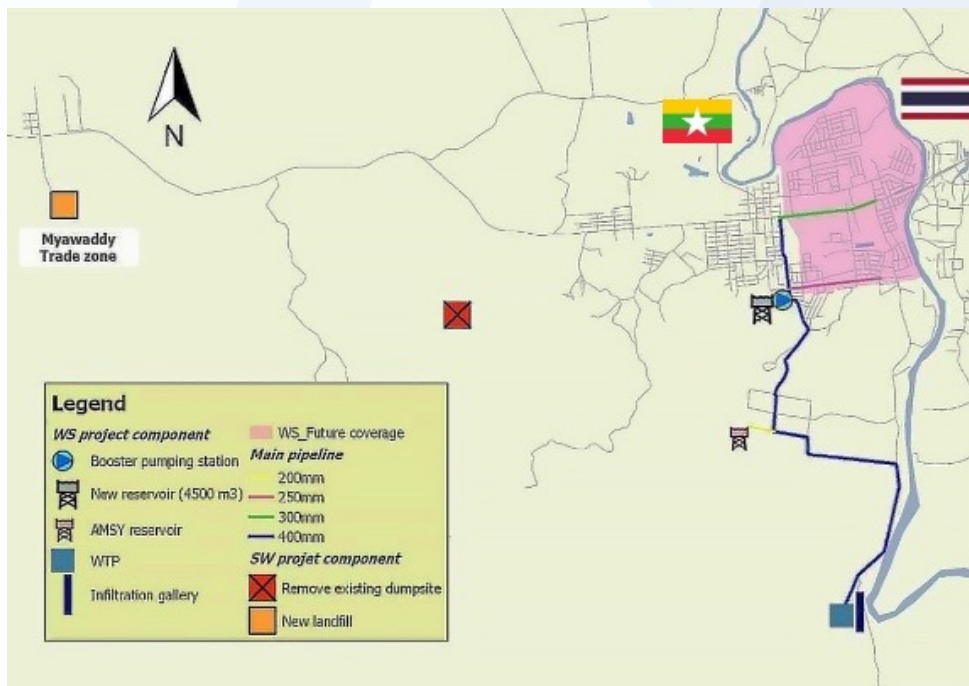 N
Myawaddy
Trade zone
Legend
WS project component
Booster pumping station
New reservoir (4500 m3)
AMSY reservoir
WTP
Infiltration gallery
WS_Future coverage
Main pipeline
200mm
250mm
300mm
400mm
SW projet component
Remove existing dumpsite
New landfill